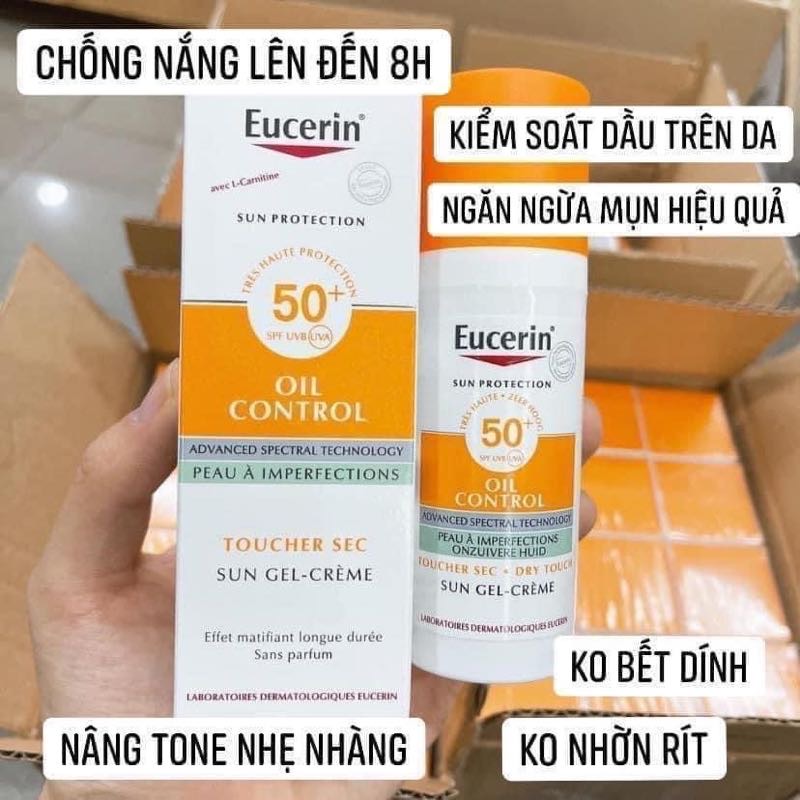 CHỐNG NẮNG LÊN ĐẾN 8H
KIỂM SOÁT DẦU TRÊN DA
NGĂN NGỪA MỤN HIỆU QUẢ
Eucerin®
avec L-Carnitine
SUN PROTECTION
TRÈS HAUTE PROTECTION
50+
SPF UVB UVA
OIL
CONTROL
ADVANCED SPECTRAL TECHNOLOGY
PEAU À IMPERFECTIONS
TOUCHER SEC
SUN GEL-CRÈME
Effet matifiant longue durée
Sans parfum
LABORATOIRES DERMATOLOGIQUES EUCERIN
Eucerin®
SUN PROTECTION
TRÈS HAUTE • ZEER HOOG
50+
SPF UVB UVA
OIL
CONTROL
ADVANCED SPECTRAL TECHNOLOGY
PEAU À IMPERFECTIONS
ONZUIVERE HUID
TOUCHER SEC • DRY TOUCH
SUN GEL-CRÈME
LABORATOIRES DERMATOLOGIQUES EUCERIN
KO BẾT DÍNH
NÂNG TONE NHẸ NHÀNG
KO NHỜN RÍT